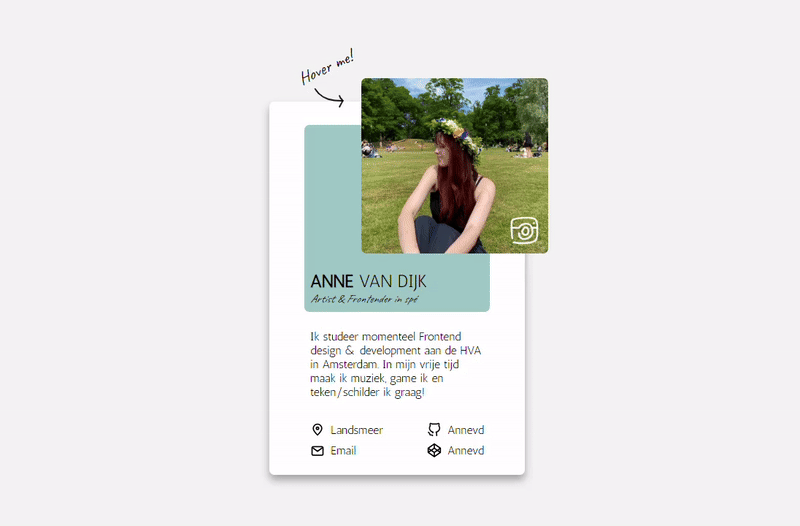 Hover me!
ANNE VAN DIJK
Artist & Frontender in spé
Ik studeer momenteel Frontend
design & development aan de HVA
in Amsterdam. In mijn vrije tijd
maak ik muziek, game ik en
teken/schilder ik graag!
Landsmeer
Annevd
Email
Annevd